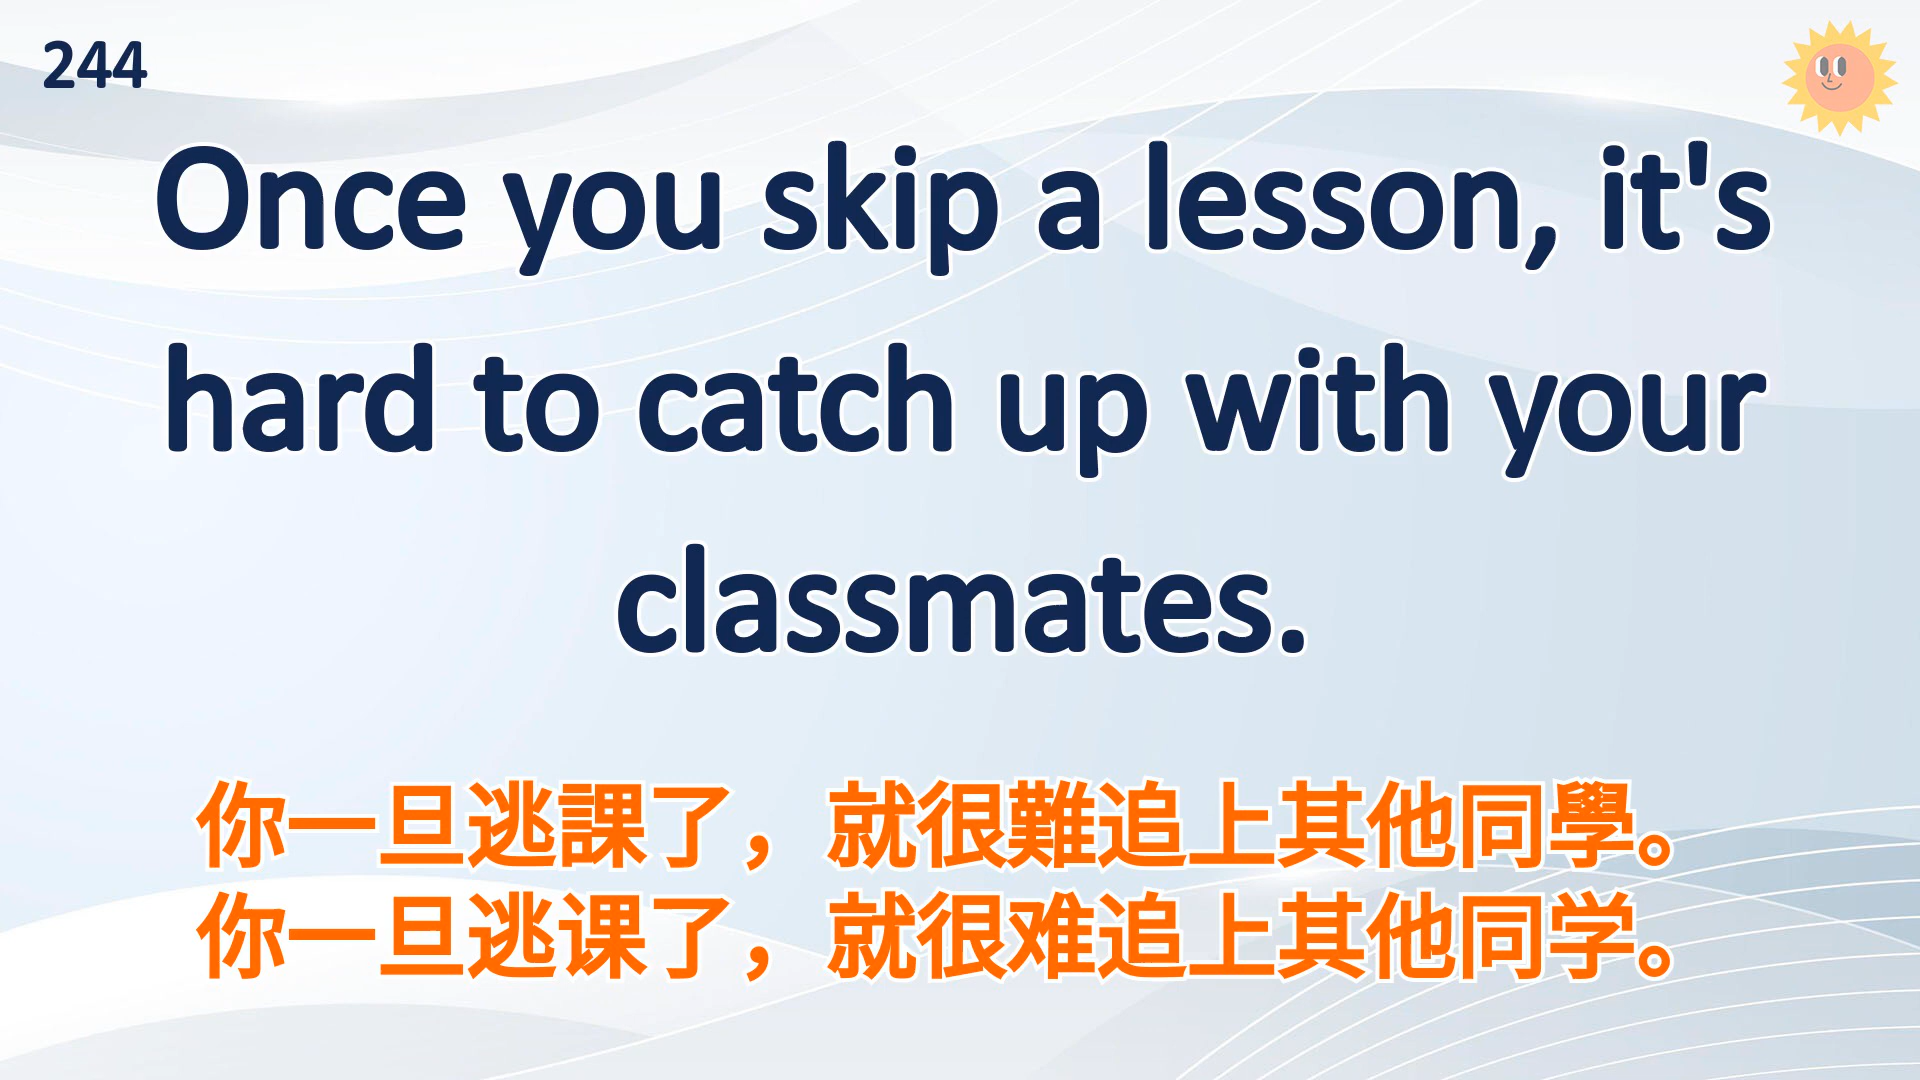 244
Once you skip a lesson, it's
hard to catch up with your
classmates.
你一旦逃課了，就很難追上其他同學。
你一旦逃课了，就很难追上其他同学。